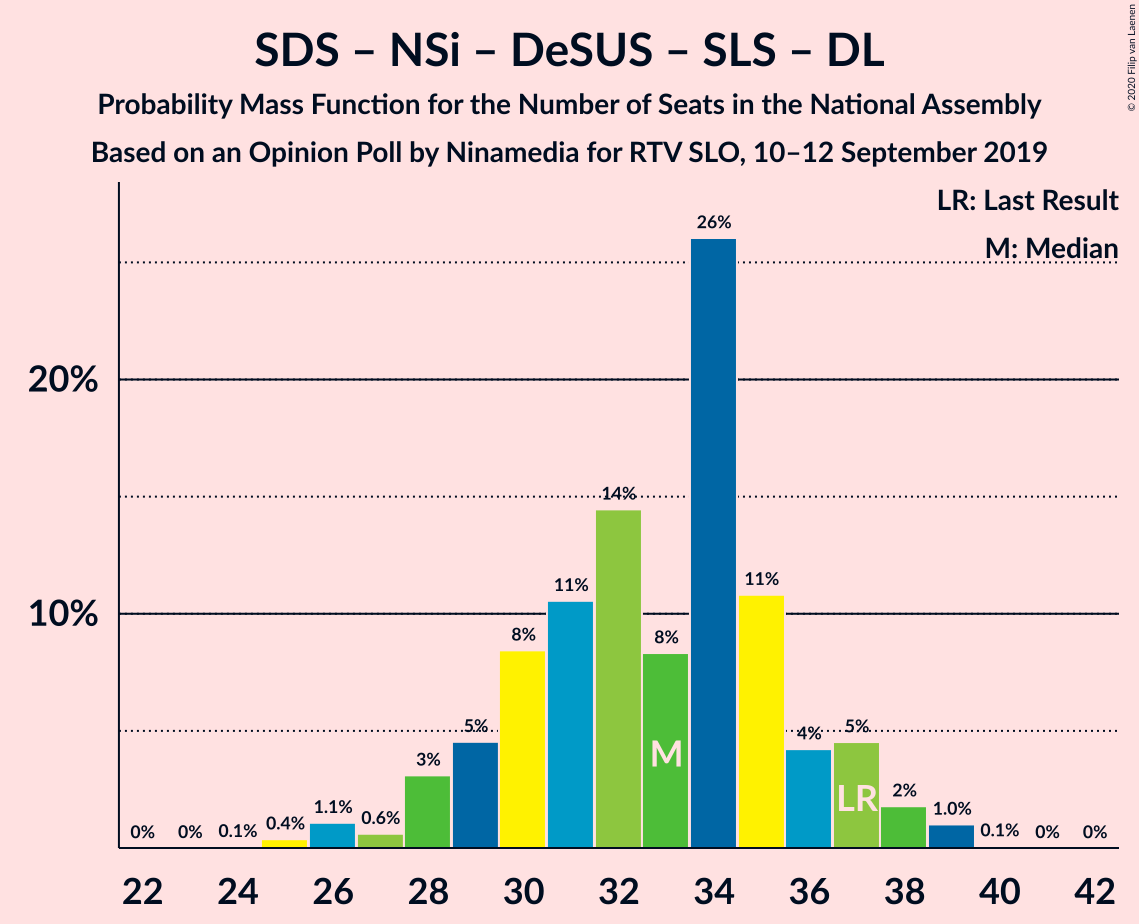 SDS – NSi – DeSUS – SLS – DL
Probability Mass Function for the Number of Seats in the National Assembly
Based on an Opinion Poll by Ninamedia for RTV SLO, 10–12 September 2019
© 2020 Filip van Laenen
LR: Last Result
M: Median
20%
10%
0%
0%
0.1%
0.4%
1.1%
0.6%
3%
5%
8%
11%
14%
8%
26%
11%
4%
5%
2%
1.0%
0.1%
0%
0%
M
LR
22 24 26 28 30 32 34 36 38 40 42